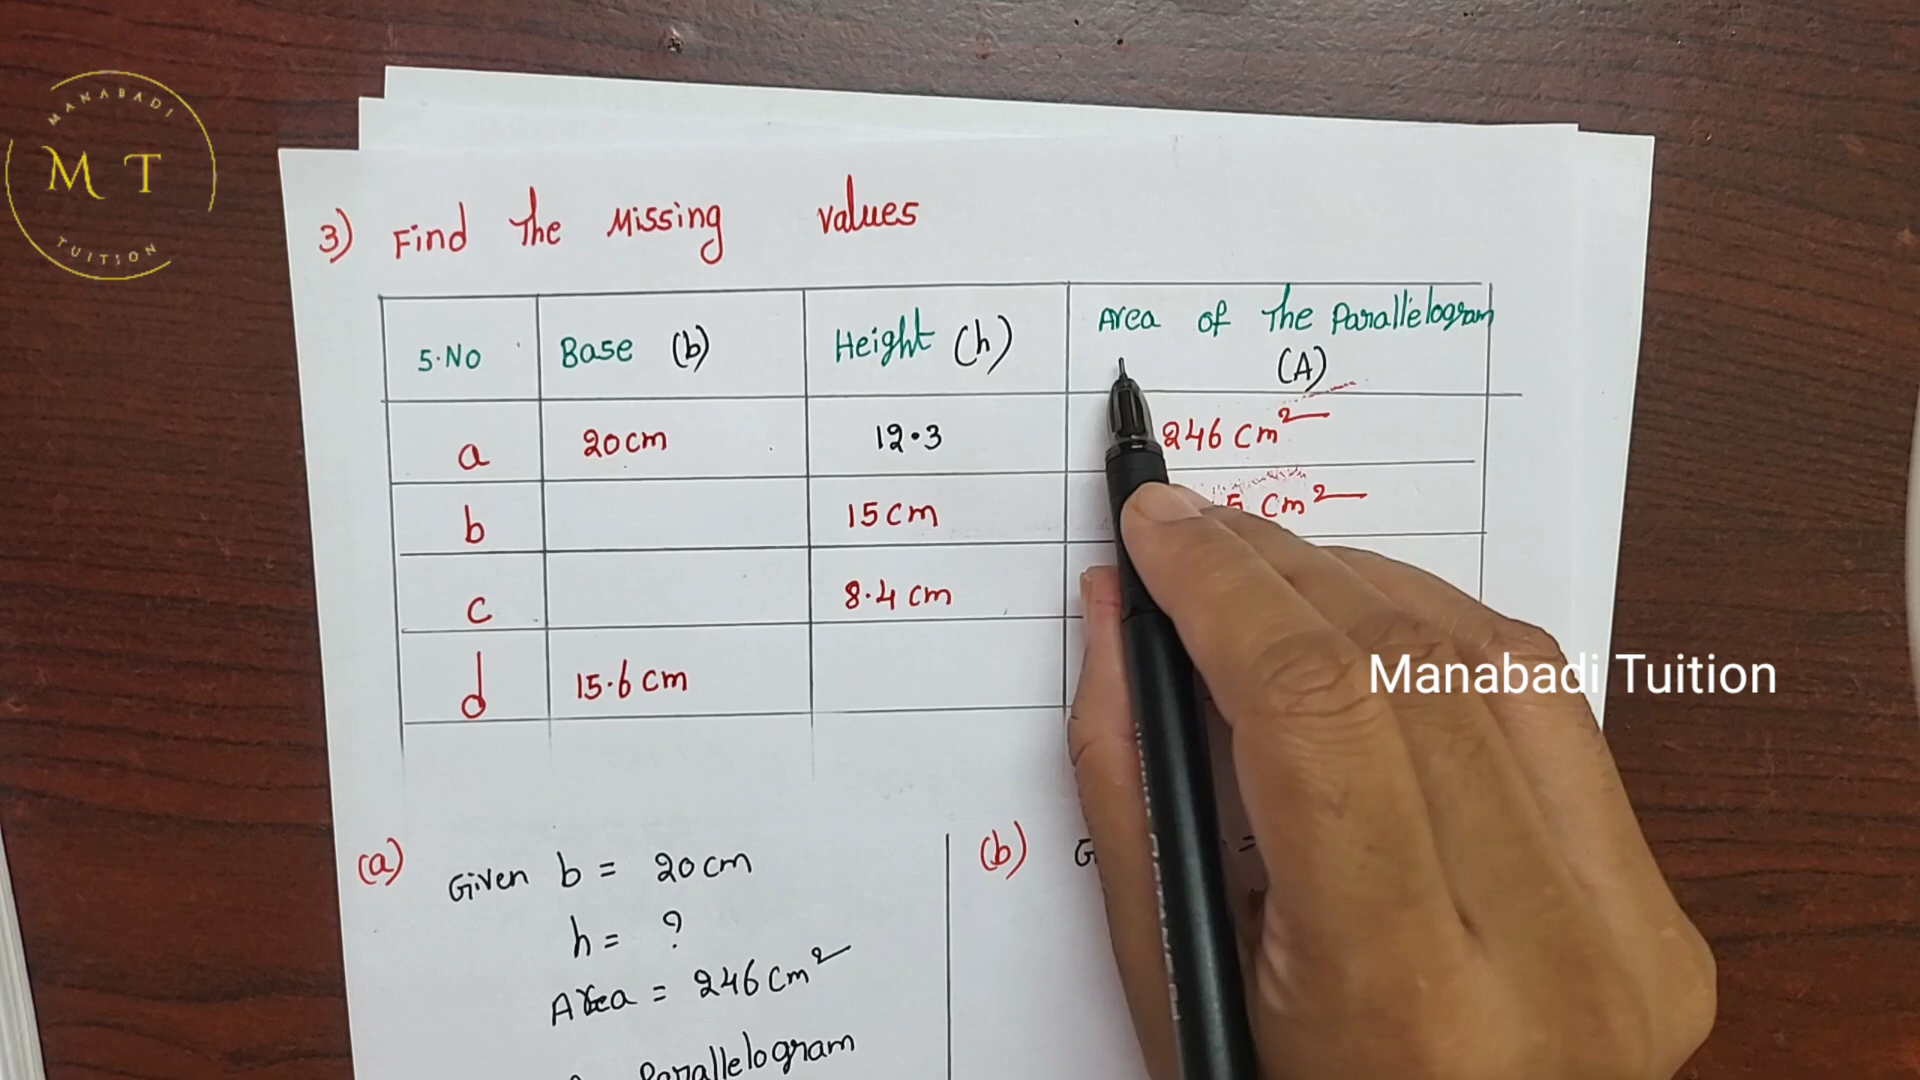 MANABADI
M T
TUITION
3) Find The Missing values
S.No Base (b) Height (h) Area of The Parallelogram (A)
a 20cm 12.3 246 cm²
b 15cm 5 cm²
c 8.4 cm
d 15.6 cm
Manabadi Tuition
(a) Given b = 20cm
h = ?
Area = 246 cm²
Parallelogram
(b)